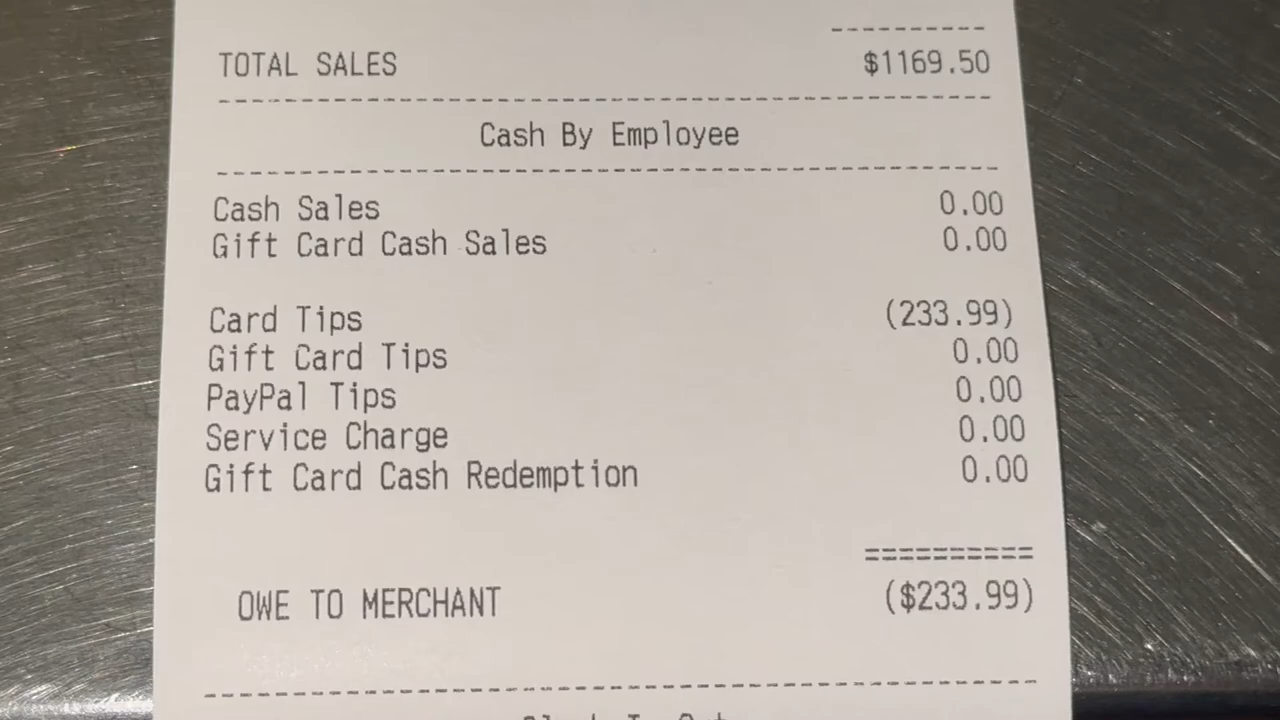 TOTAL SALES $1169.50
Cash By Employee
Cash Sales 0.00
Gift Card Cash Sales 0.00
Card Tips (233.99)
Gift Card Tips 0.00
PayPal Tips 0.00
Service Charge 0.00
Gift Card Cash Redemption 0.00
==========
OWE TO MERCHANT ($233.99)